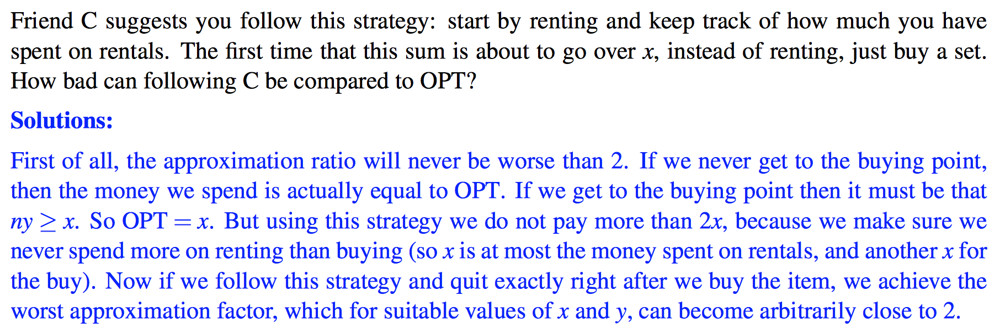 Friend C suggests you follow this strategy: start by renting and keep track of how much you have
spent on rentals. The first time that this sum is about to go over x, instead of renting, just buy a set.
How bad can following C be compared to OPT?
Solutions:
First of all, the approximation ratio will never be worse than 2. If we never get to the buying point,
then the money we spend is actually equal to OPT. If we get to the buying point then it must be that
ny ≥ x. So OPT = x. But using this strategy we do not pay more than 2x, because we make sure we
never spend more on renting than buying (so x is at most the money spent on rentals, and another x for
the buy). Now if we follow this strategy and quit exactly right after we buy the item, we achieve the
worst approximation factor, which for suitable values of x and y, can become arbitrarily close to 2.